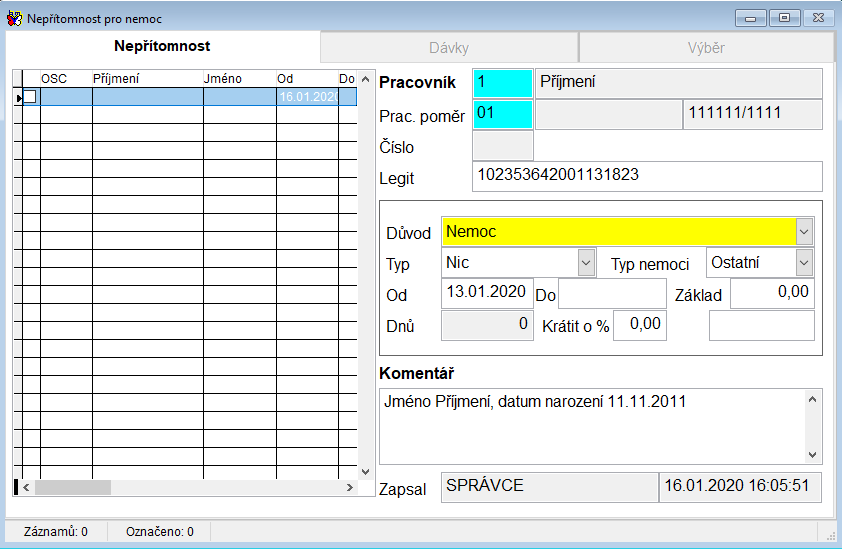 Nepřítomnost pro nemoc
Nepřítomnost Dávky Výběr
OSC Příjmení Jméno Od Do
16.01.2020
Pracovník 1 Příjmení
Prac. poměr 01 111111/1111
Číslo
Legit 102353642001131823
Důvod Nemoc
Typ Nic Typ nemoci Ostatní
Od 13.01.2020 Do Základ 0,00
Dnů 0 Krátit o % 0,00
Komentář
Jméno Příjmení, datum narození 11.11.2011
Zapsal SPRÁVCE 16.01.2020 16:05:51
Záznamů: 0 Označeno: 0